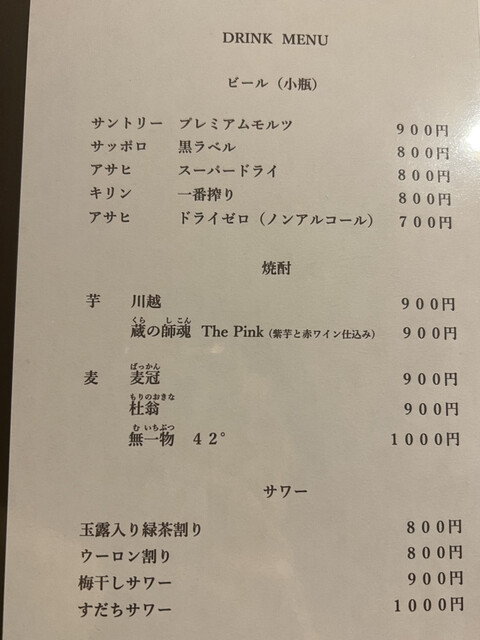 DRINK MENU
ビール（小瓶）
サントリー プレミアムモルツ 900円
サッポロ 黒ラベル 800円
アサヒ スーパードライ 800円
キリン 一番搾り 800円
アサヒ ドライゼロ（ノンアルコール） 700円
焼酎
芋 川越 900円
くら しこん
蔵の師魂 The Pink（紫芋と赤ワイン仕込み） 900円
ばっかん
麦 麦冠 900円
もりのおきな
杜翁 900円
む いちぶつ
無一物 42° 1000円
サワー
玉露入り緑茶割り 800円
ウーロン割り 800円
梅干しサワー 900円
すだちサワー 1000円